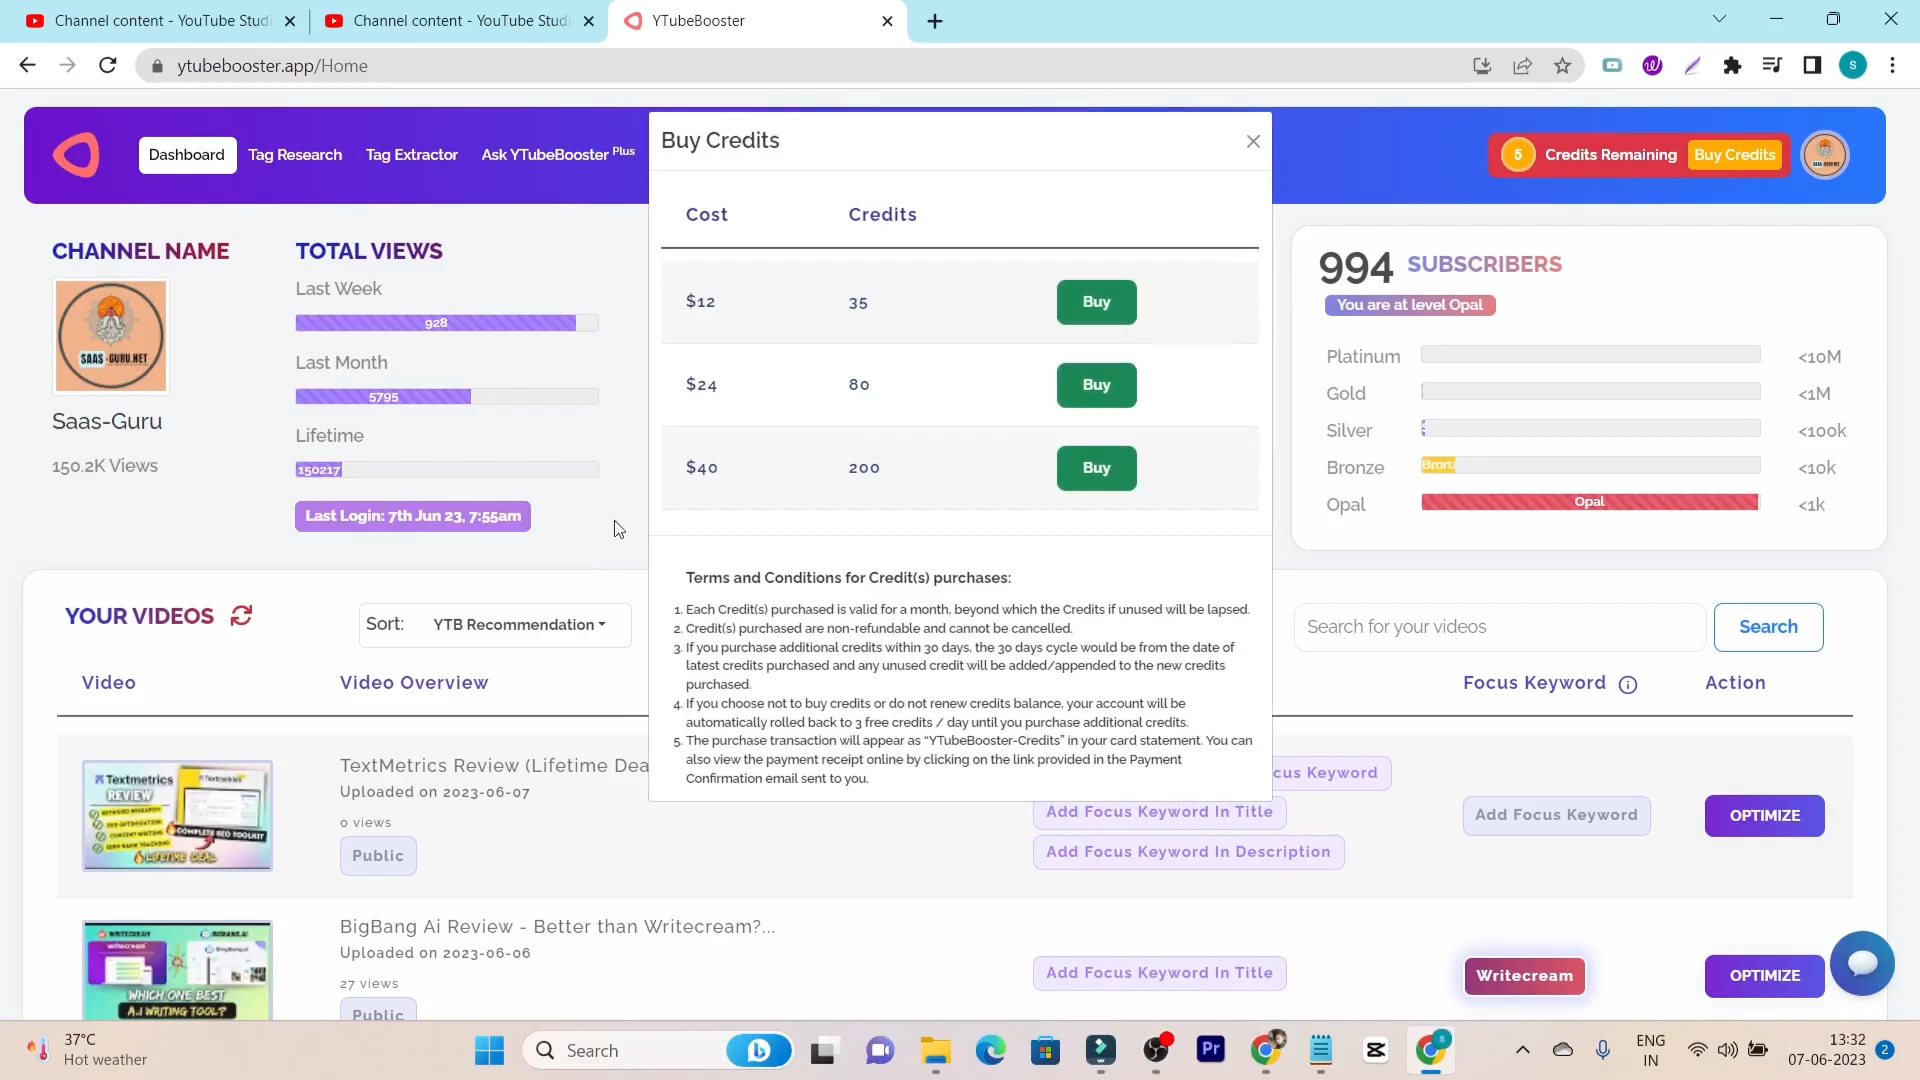 Channel content - YouTube Studi
Channel content - YouTube Studi
YTubeBooster
ytubebooster.app/Home
Dashboard
Tag Research
Tag Extractor
Ask YTubeBooster Plus
5 Credits Remaining
Buy Credits
CHANNEL NAME
SAAS-GURU.NET
Saas-Guru
150.2K Views
TOTAL VIEWS
Last Week
928
Last Month
5795
Lifetime
150217
Last Login: 7th Jun 23, 7:55am
Buy Credits
Cost Credits
$12 35 Buy
$24 80 Buy
$40 200 Buy
Terms and Conditions for Credit(s) purchases:
1. Each Credit(s) purchased is valid for a month, beyond which the Credits if unused will be lapsed.
2. Credit(s) purchased are non-refundable and cannot be cancelled.
3. If you purchase additional credits within 30 days, the 30 days cycle would be from the date of
latest credits purchased and any unused credit will be added/appended to the new credits
purchased.
4. If you choose not to buy credits or do not renew credits balance, your account will be
automatically rolled back to 3 free credits / day until you purchase additional credits.
5. The purchase transaction will appear as “YTubeBooster-Credits” in your card statement. You can
also view the payment receipt online by clicking on the link provided in the Payment
Confirmation email sent to you.
994 SUBSCRIBERS
You are at level Opal
Platinum <10M
Gold <1M
Silver <100k
Bronze Bronz <10k
Opal Opal <1k
YOUR VIDEOS
Sort: YTB Recommendation
Search for your videos
Search
Video
Video Overview
Focus Keyword
Action
Textmetrics
REVIEW
COMPLETE SEO TOOLKIT
LIFETIME DEAL
TextMetrics Review (Lifetime Dea
Uploaded on 2023-06-07
0 views
Public
cus Keyword
Add Focus Keyword In Title
Add Focus Keyword In Description
Add Focus Keyword
OPTIMIZE
WRITECREAM
BIGBANG.AI
WHICH ONE BEST
A.I WRITING TOOL?
BigBang Ai Review - Better than Writecream?...
Uploaded on 2023-06-06
27 views
Public
Add Focus Keyword In Title
Writecream
OPTIMIZE
37°C
Hot weather
Search
Pr
ENG
IN
13:32
07-06-2023
2